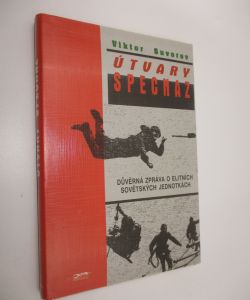 Viktor Suvorov
ÚTVARY
SPECNAZ
DŮVĚRNÁ ZPRÁVA O ELITNÍCH
SOVĚTSKÝCH JEDNOTKÁCH